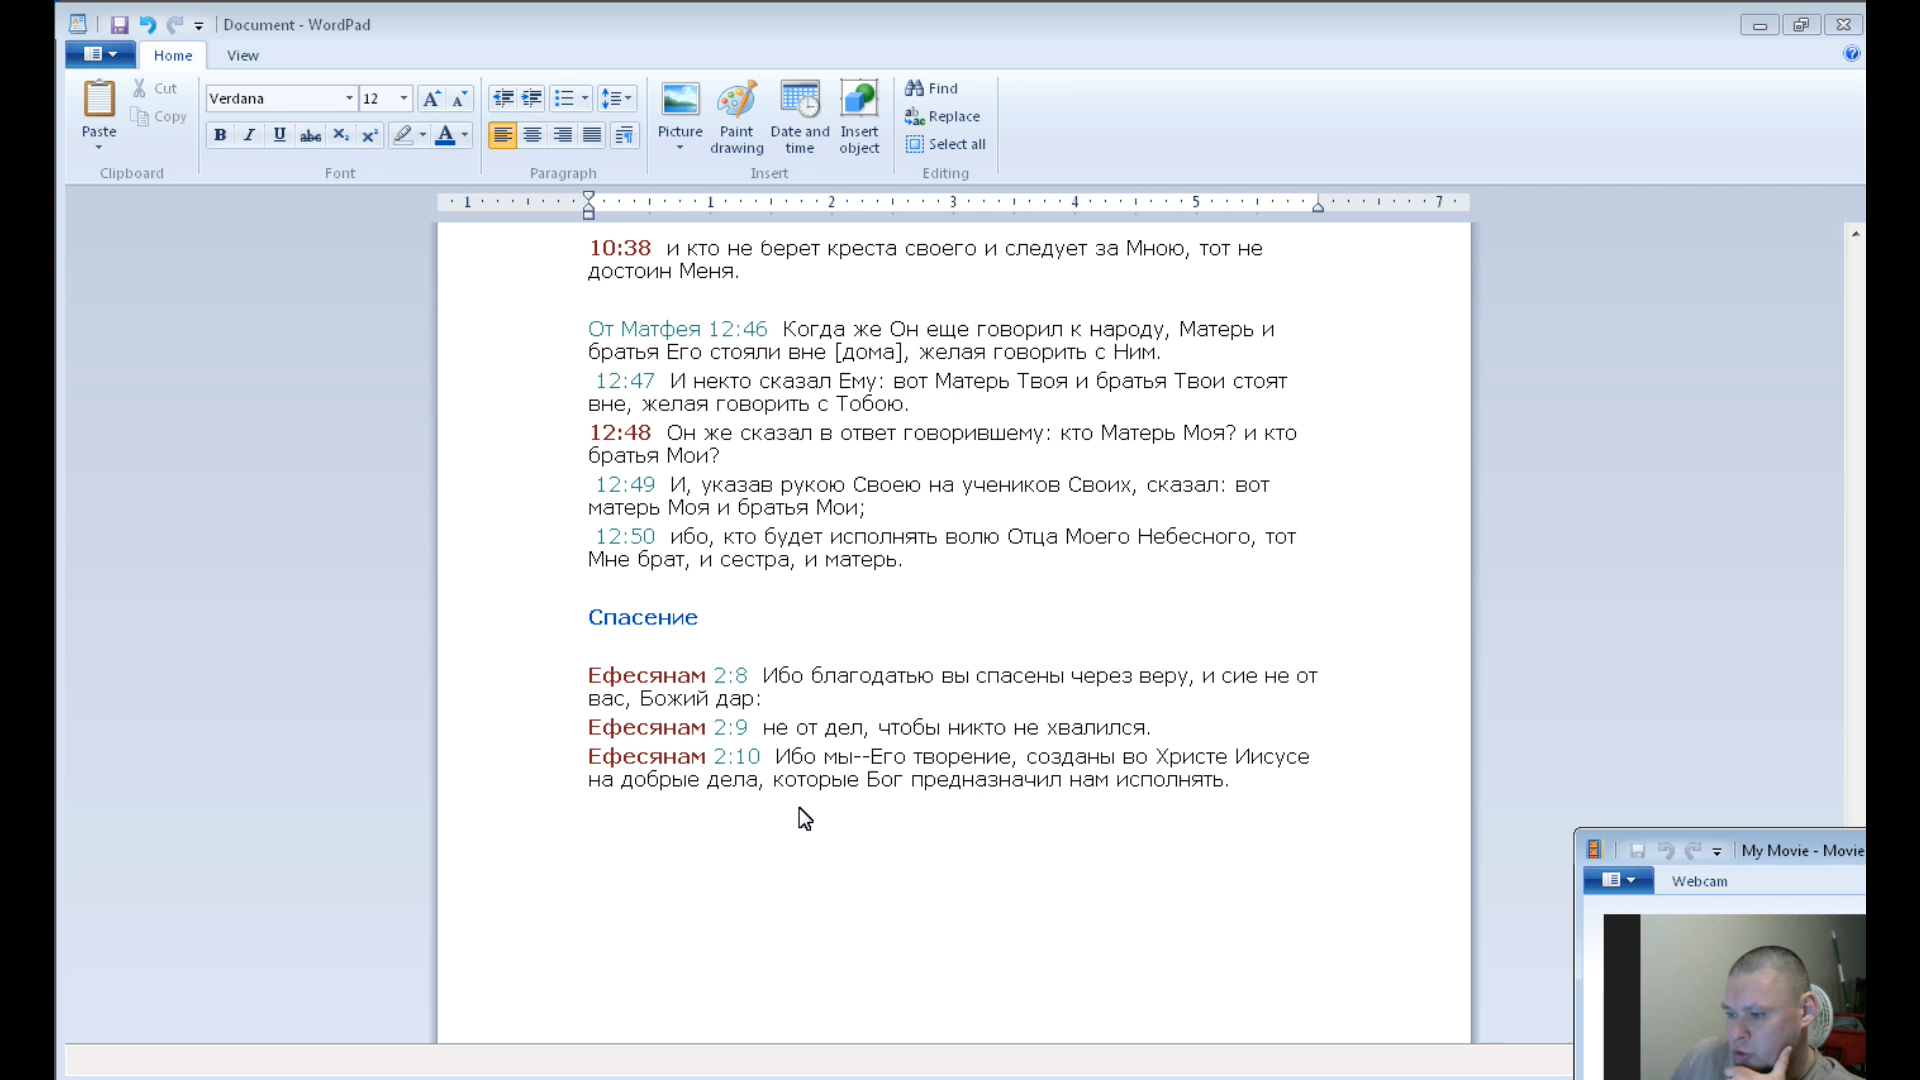 Document - WordPad
Home View
Cut
Copy
Paste
Clipboard
Verdana 12
Font
Paragraph
Picture
Paint drawing
Date and time
Insert object
Insert
Find
Replace
Select all
Editing
1 1 2 3 4 5 7
10:38 и кто не берет креста своего и следует за Мною, тот не
достоин Меня.
От Матфея 12:46 Когда же Он еще говорил к народу, Матерь и
братья Его стояли вне [дома], желая говорить с Ним.
12:47 И некто сказал Ему: вот Матерь Твоя и братья Твои стоят
вне, желая говорить с Тобою.
12:48 Он же сказал в ответ говорившему: кто Матерь Моя? и кто
братья Мои?
12:49 И, указав рукою Своею на учеников Своих, сказал: вот
матерь Моя и братья Мои;
12:50 ибо, кто будет исполнять волю Отца Моего Небесного, тот
Мне брат, и сестра, и матерь.
Спасение
Ефесянам 2:8 Ибо благодатью вы спасены через веру, и сие не от
вас, Божий дар:
Ефесянам 2:9 не от дел, чтобы никто не хвалился.
Ефесянам 2:10 Ибо мы--Его творение, созданы во Христе Иисусе
на добрые дела, которые Бог предназначил нам исполнять.
My Movie - Movie
Webcam